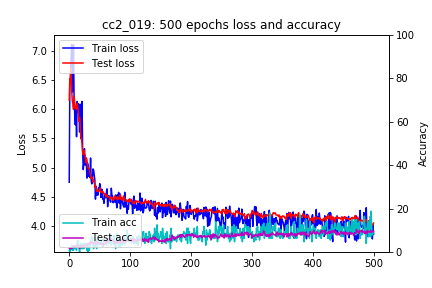 cc2_019: 500 epochs loss and accuracy
Train loss
Test loss
7.0
6.5
6.0
5.5
5.0
4.5
4.0
Loss
100
80
60
40
20
0
Accuracy
Train acc
Test acc
0
100
200
300
400
500